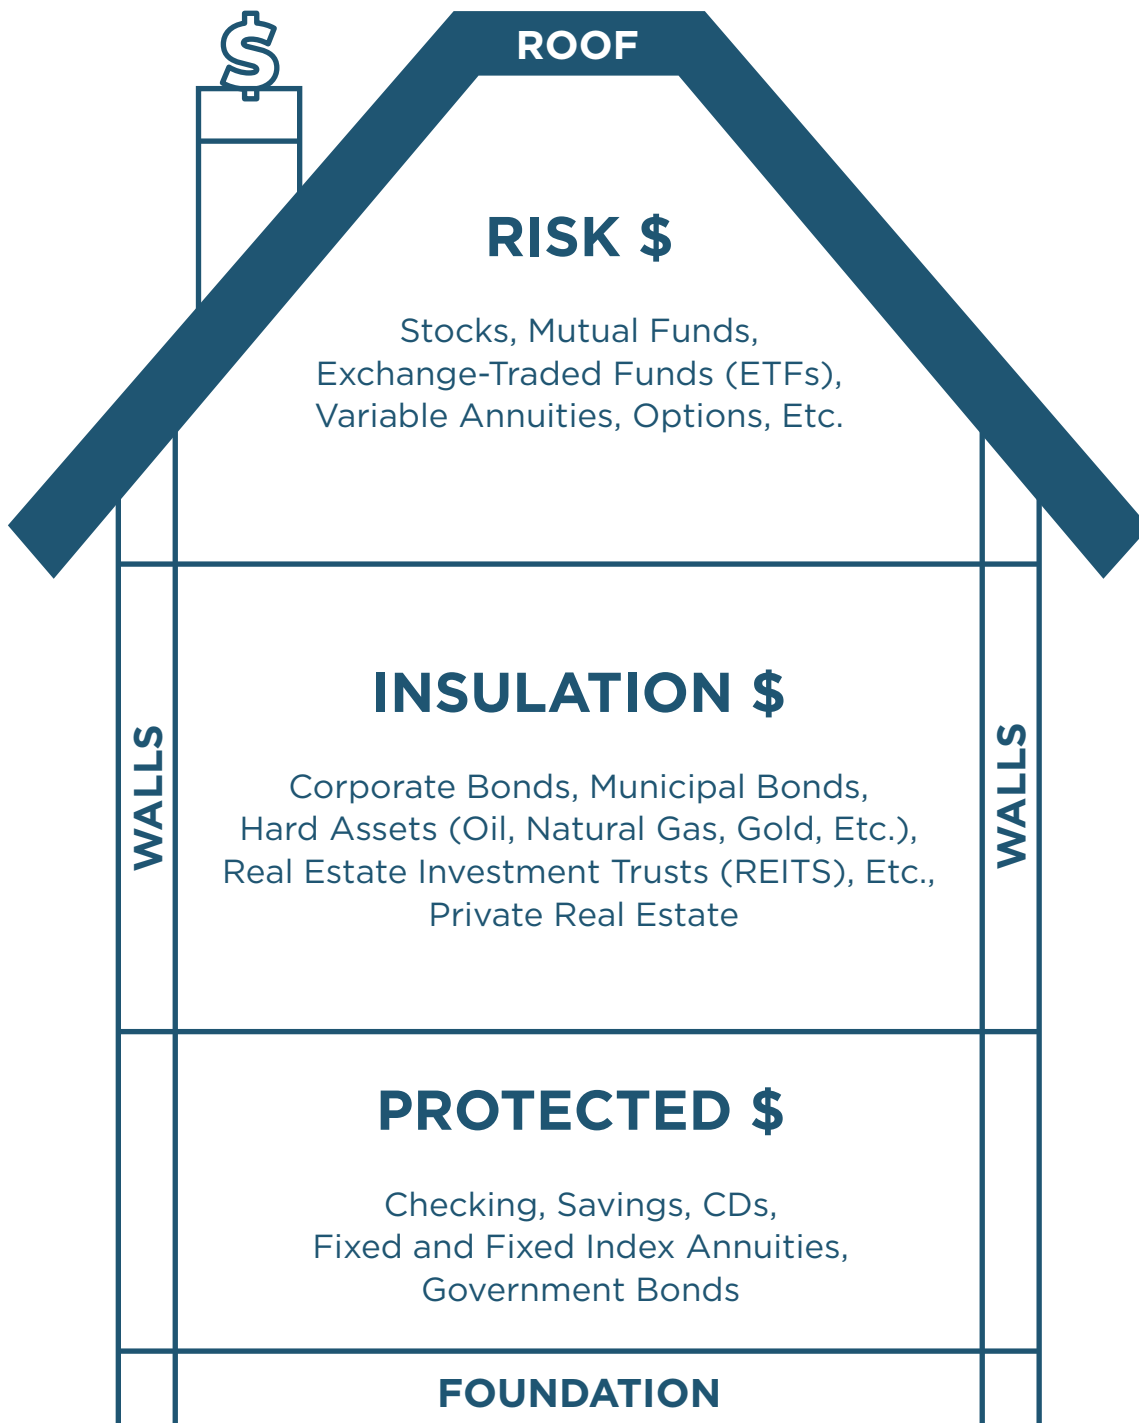 $
ROOF
RISK $
Stocks, Mutual Funds,
Exchange-Traded Funds (ETFs),
Variable Annuities, Options, Etc.
INSULATION $
WALLS
WALLS
Corporate Bonds, Municipal Bonds,
Hard Assets (Oil, Natural Gas, Gold, Etc.),
Real Estate Investment Trusts (REITS), Etc.,
Private Real Estate
PROTECTED $
Checking, Savings, CDs,
Fixed and Fixed Index Annuities,
Government Bonds
FOUNDATION